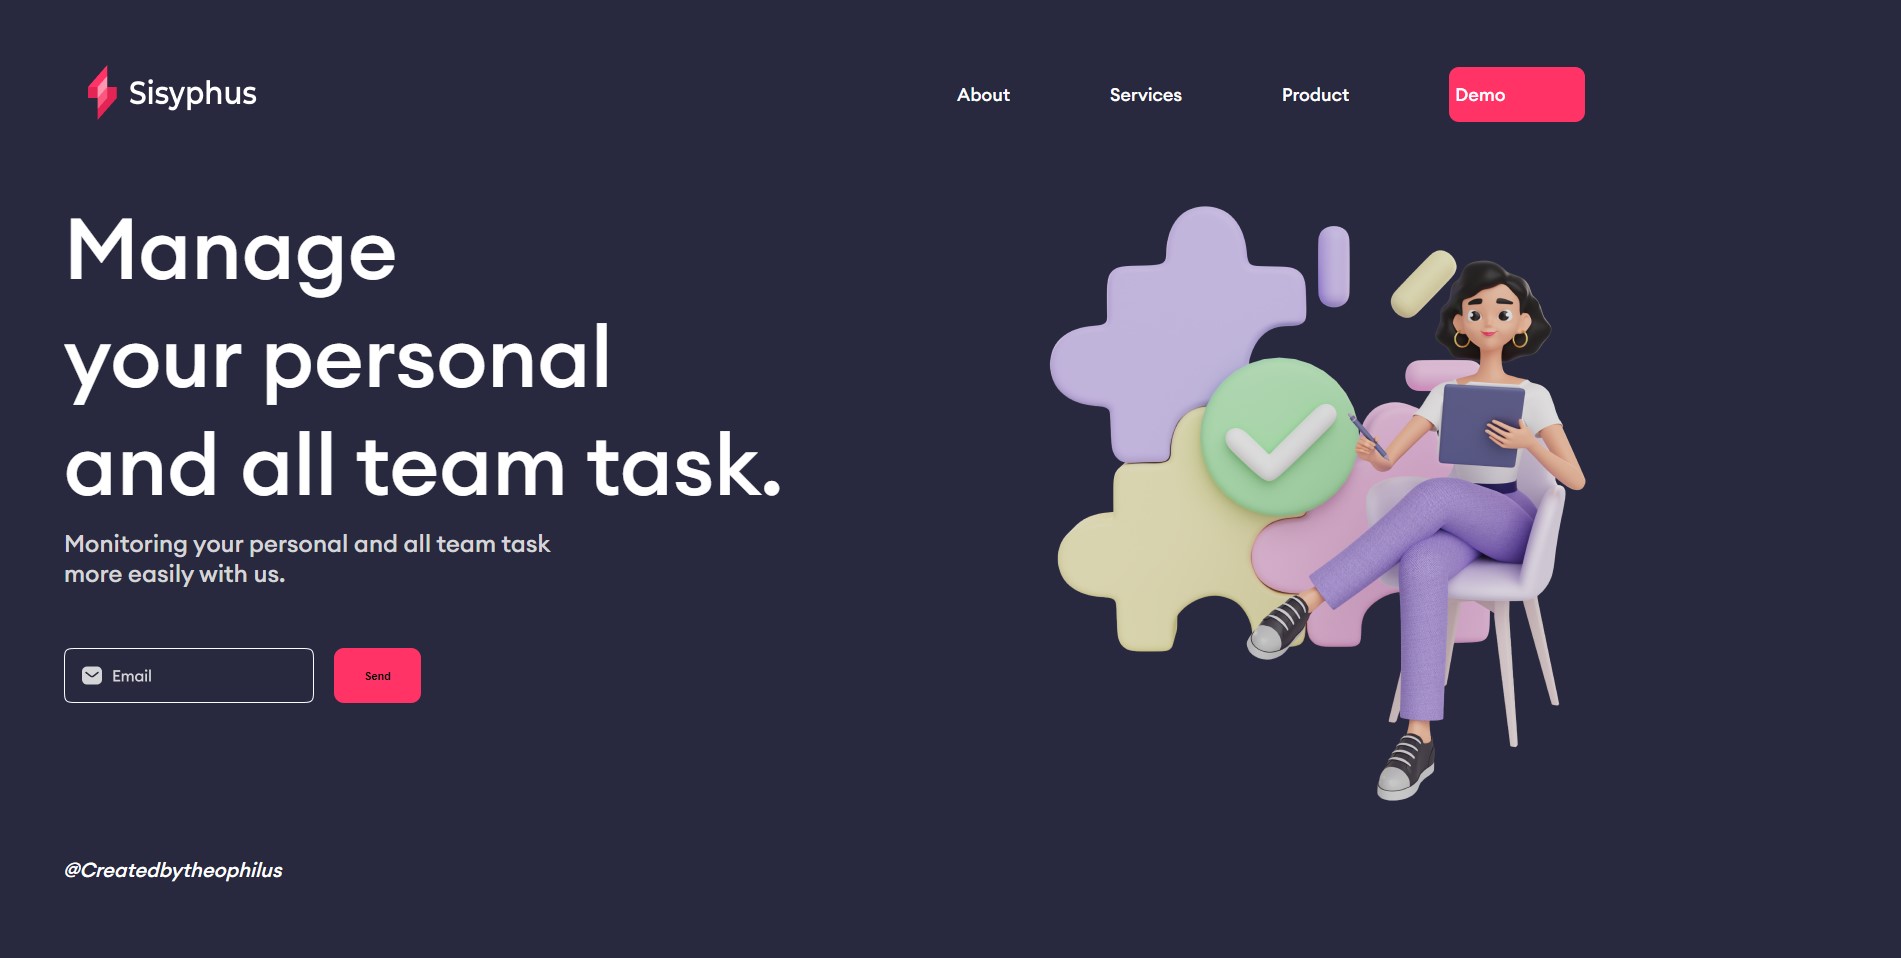 Sisyphus
About
Services
Product
Demo
Manage
your personal
and all team task.
Monitoring your personal and all team task
more easily with us.
Email
Send
@Createdbytheophilus